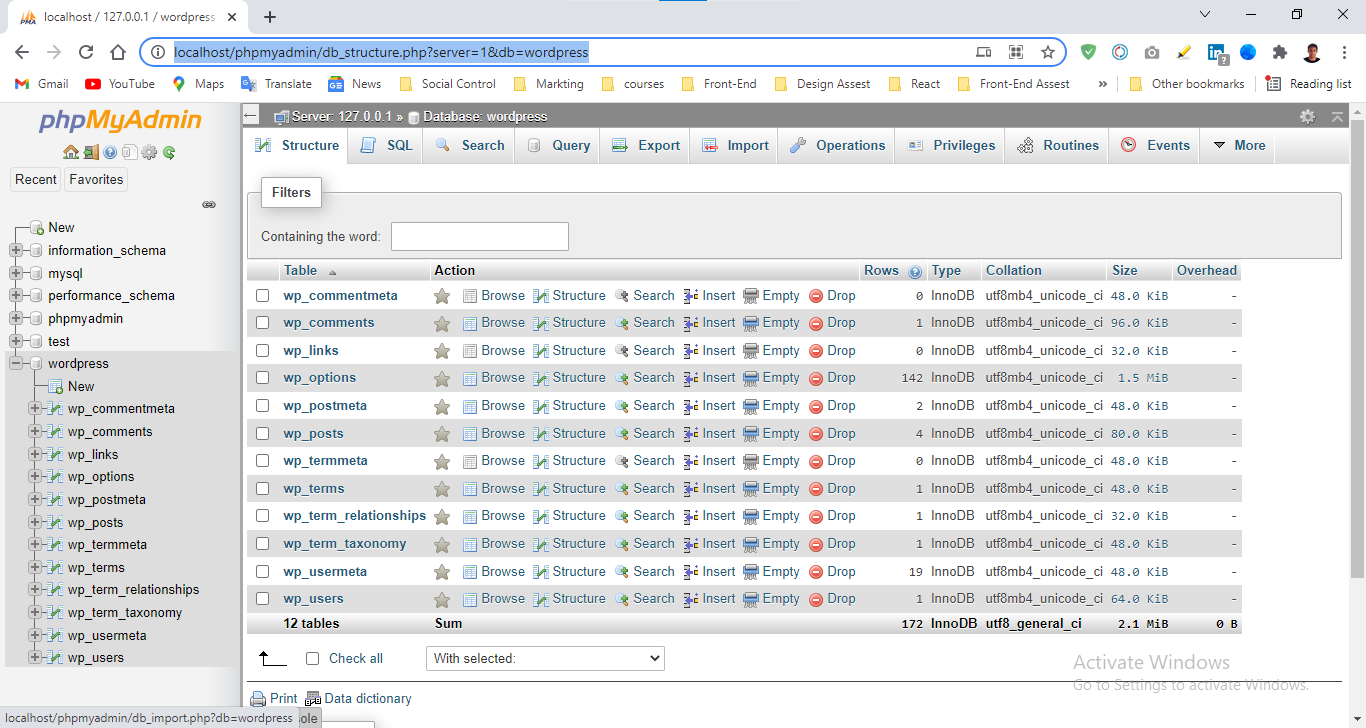 localhost / 127.0.0.1 / wordpress
localhost/phpmyadmin/db_structure.php?server=1&db=wordpress
Gmail YouTube Maps Translate News Social Control Markting courses Front-End Design Assest React Front-End Assest » Other bookmarks Reading list
phpMyAdmin
Recent Favorites
New
information_schema
mysql
performance_schema
phpmyadmin
test
wordpress
New
wp_commentmeta
wp_comments
wp_links
wp_options
wp_postmeta
wp_posts
wp_termmeta
wp_terms
wp_term_relationships
wp_term_taxonomy
wp_usermeta
wp_users
Server: 127.0.0.1 » Database: wordpress
Structure SQL Search Query Export Import Operations Privileges Routines Events More
Filters
Containing the word:
Table Action Rows Type Collation Size Overhead
wp_commentmeta Browse Structure Search Insert Empty Drop 0 InnoDB utf8mb4_unicode_ci 48.0 KiB -
wp_comments Browse Structure Search Insert Empty Drop 1 InnoDB utf8mb4_unicode_ci 96.0 KiB -
wp_links Browse Structure Search Insert Empty Drop 0 InnoDB utf8mb4_unicode_ci 32.0 KiB -
wp_options Browse Structure Search Insert Empty Drop 142 InnoDB utf8mb4_unicode_ci 1.5 MiB -
wp_postmeta Browse Structure Search Insert Empty Drop 2 InnoDB utf8mb4_unicode_ci 48.0 KiB -
wp_posts Browse Structure Search Insert Empty Drop 4 InnoDB utf8mb4_unicode_ci 80.0 KiB -
wp_termmeta Browse Structure Search Insert Empty Drop 0 InnoDB utf8mb4_unicode_ci 48.0 KiB -
wp_terms Browse Structure Search Insert Empty Drop 1 InnoDB utf8mb4_unicode_ci 48.0 KiB -
wp_term_relationships Browse Structure Search Insert Empty Drop 1 InnoDB utf8mb4_unicode_ci 32.0 KiB -
wp_term_taxonomy Browse Structure Search Insert Empty Drop 1 InnoDB utf8mb4_unicode_ci 48.0 KiB -
wp_usermeta Browse Structure Search Insert Empty Drop 19 InnoDB utf8mb4_unicode_ci 48.0 KiB -
wp_users Browse Structure Search Insert Empty Drop 1 InnoDB utf8mb4_unicode_ci 64.0 KiB -
12 tables Sum 172 InnoDB utf8_general_ci 2.1 MiB 0 B
Check all With selected:
Print Data dictionary
Activate Windows
Go to Settings to activate Windows.
localhost/phpmyadmin/db_import.php?db=wordpress ole